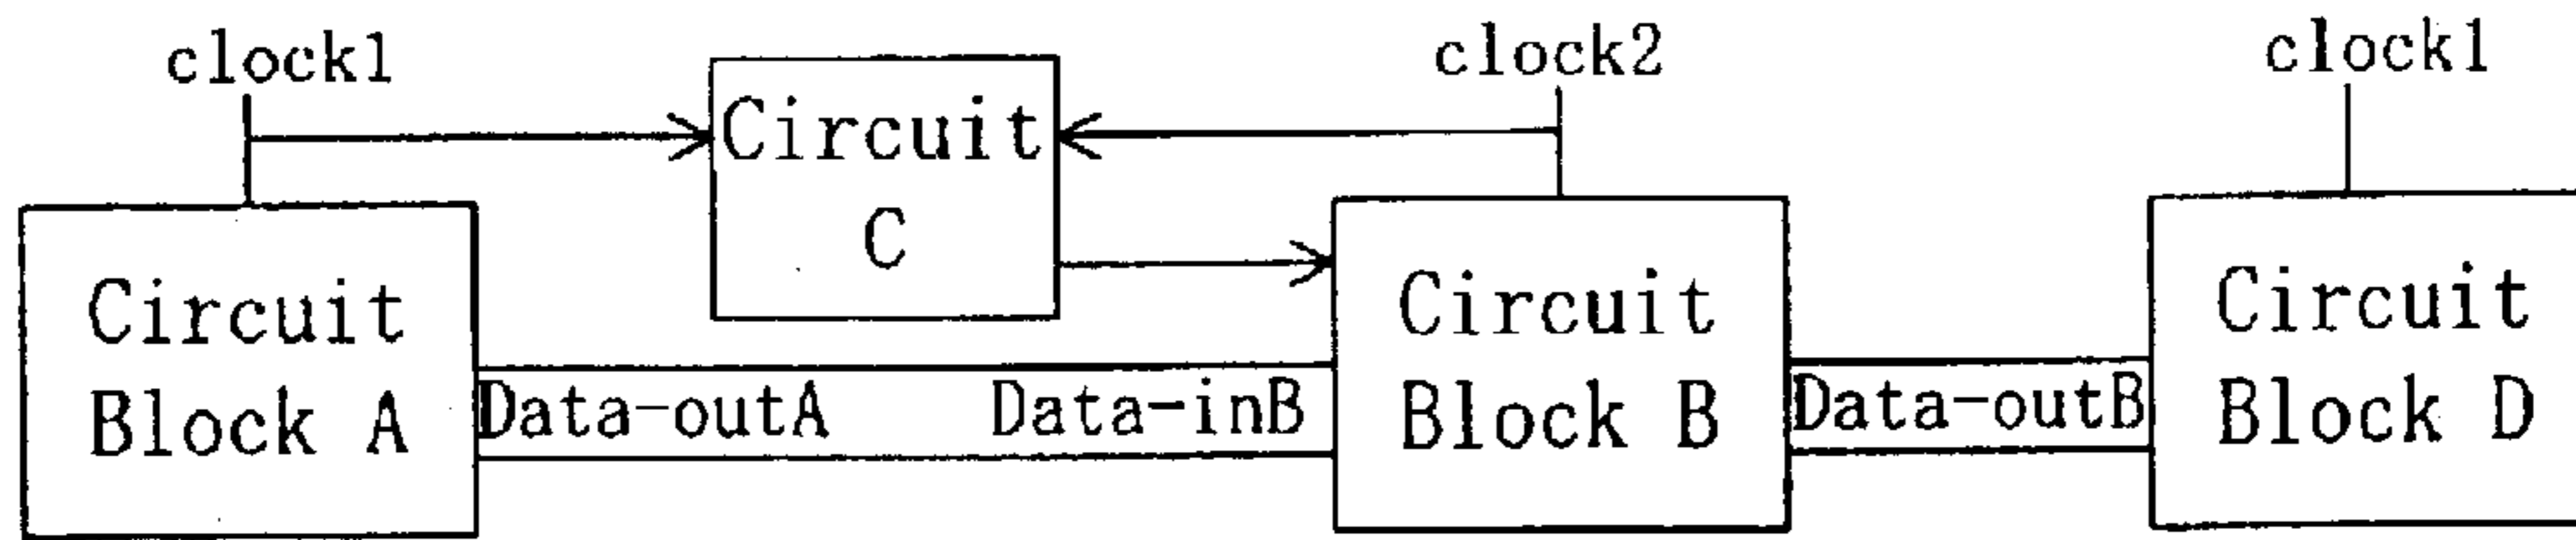 clock1
Circuit
C
clock2
clock1
Circuit
Block A
Data-outA
Data-inB
Circuit
Block B
Data-outB
Circuit
Block D